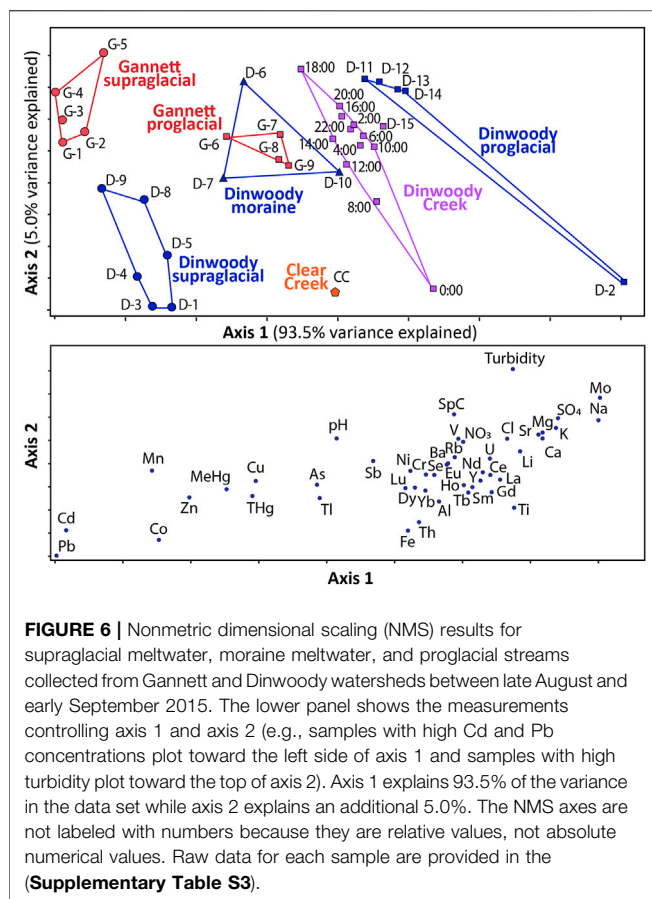 Axis 2 (5.0% variance explained)
G-5
G-4
Gannett
supraglacial
G-3
G-2
G-1
D-6
Gannett
proglacial
G-7
G-6
G-8
G-9
D-7
D-10
Dinwoody
moraine
18:00
D-11
D-12
D-13
D-14
20:00
16:00
2:00
D-15
22:00
6:00
14:00
4:00
10:00
12:00
8:00
0:00
Dinwoody
proglacial
Dinwoody
Creek
D-2
D-9
D-8
D-5
D-4
Dinwoody
supraglacial
D-3
D-1
Clear
Creek
CC
Axis 1 (93.5% variance explained)
Axis 2
Turbidity
Mo
SO₄
Na
SpC
Mg
Sr
K
Cl
Ca
pH
V
NO₃
Rb
Ba
U
Li
Mn
MeHg
Cu
As
Sb
Ni
Cr
Se
Eu
Nd
Y
Ce
La
Zn
THg
Tl
Lu
Dy
Yb
Ho
Tb
Sm
Gd
Al
Ti
Cd
Pb
Co
Fe
Th
Axis 1
FIGURE 6 | Nonmetric dimensional scaling (NMS) results for
supraglacial meltwater, moraine meltwater, and proglacial streams
collected from Gannett and Dinwoody watersheds between late August and
early September 2015. The lower panel shows the measurements
controlling axis 1 and axis 2 (e.g., samples with high Cd and Pb
concentrations plot toward the left side of axis 1 and samples with high
turbidity plot toward the top of axis 2). Axis 1 explains 93.5% of the variance
in the data set while axis 2 explains an additional 5.0%. The NMS axes are
not labeled with numbers because they are relative values, not absolute
numerical values. Raw data for each sample are provided in the
(Supplementary Table S3).